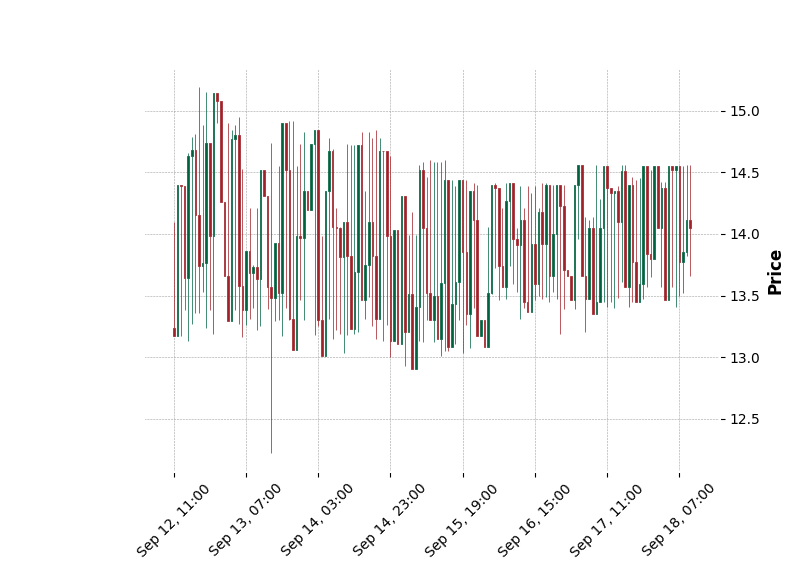 15.0
14.5
14.0
13.5
13.0
12.5
Price
Sep 12, 11:00
Sep 13, 07:00
Sep 14, 03:00
Sep 14, 23:00
Sep 15, 19:00
Sep 16, 15:00
Sep 17, 11:00
Sep 18, 07:00